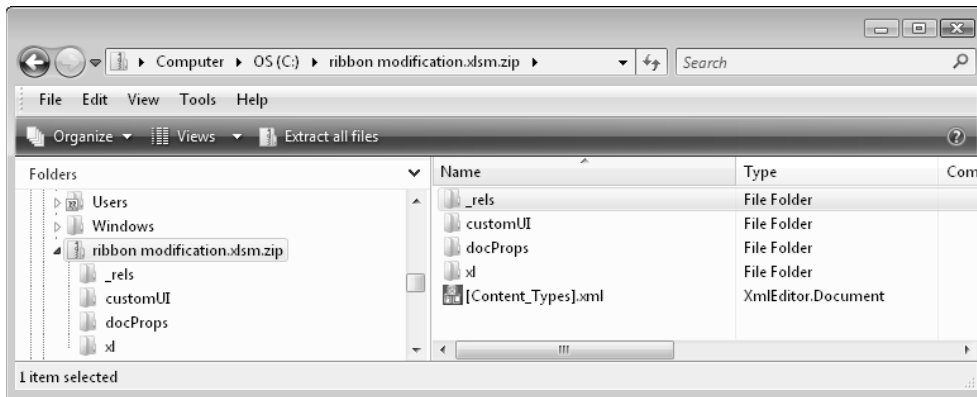 Computer OS (C:) ribbon modification.xlsm.zip Search
File Edit View Tools Help
Organize Views Extract all files
Folders
Users
Windows
ribbon modification.xlsm.zip
_rels
customUI
docProps
xl
Name Type Com
_rels File Folder
customUI File Folder
docProps File Folder
xl File Folder
[Content_Types].xml XmlEditor.Document
1 item selected